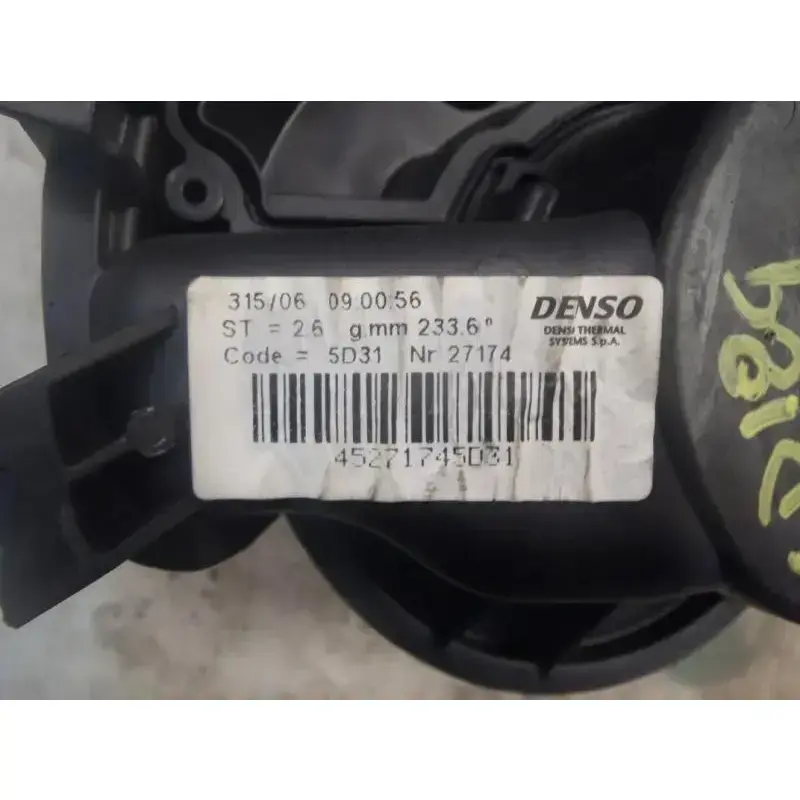 315/06 09:00:56
ST = 2.6 g.mm 233.6°
Code = 5D31 Nr 27174
DENSO
DENSO THERMAL
SYSTEMS S.p.A.
45271745D31